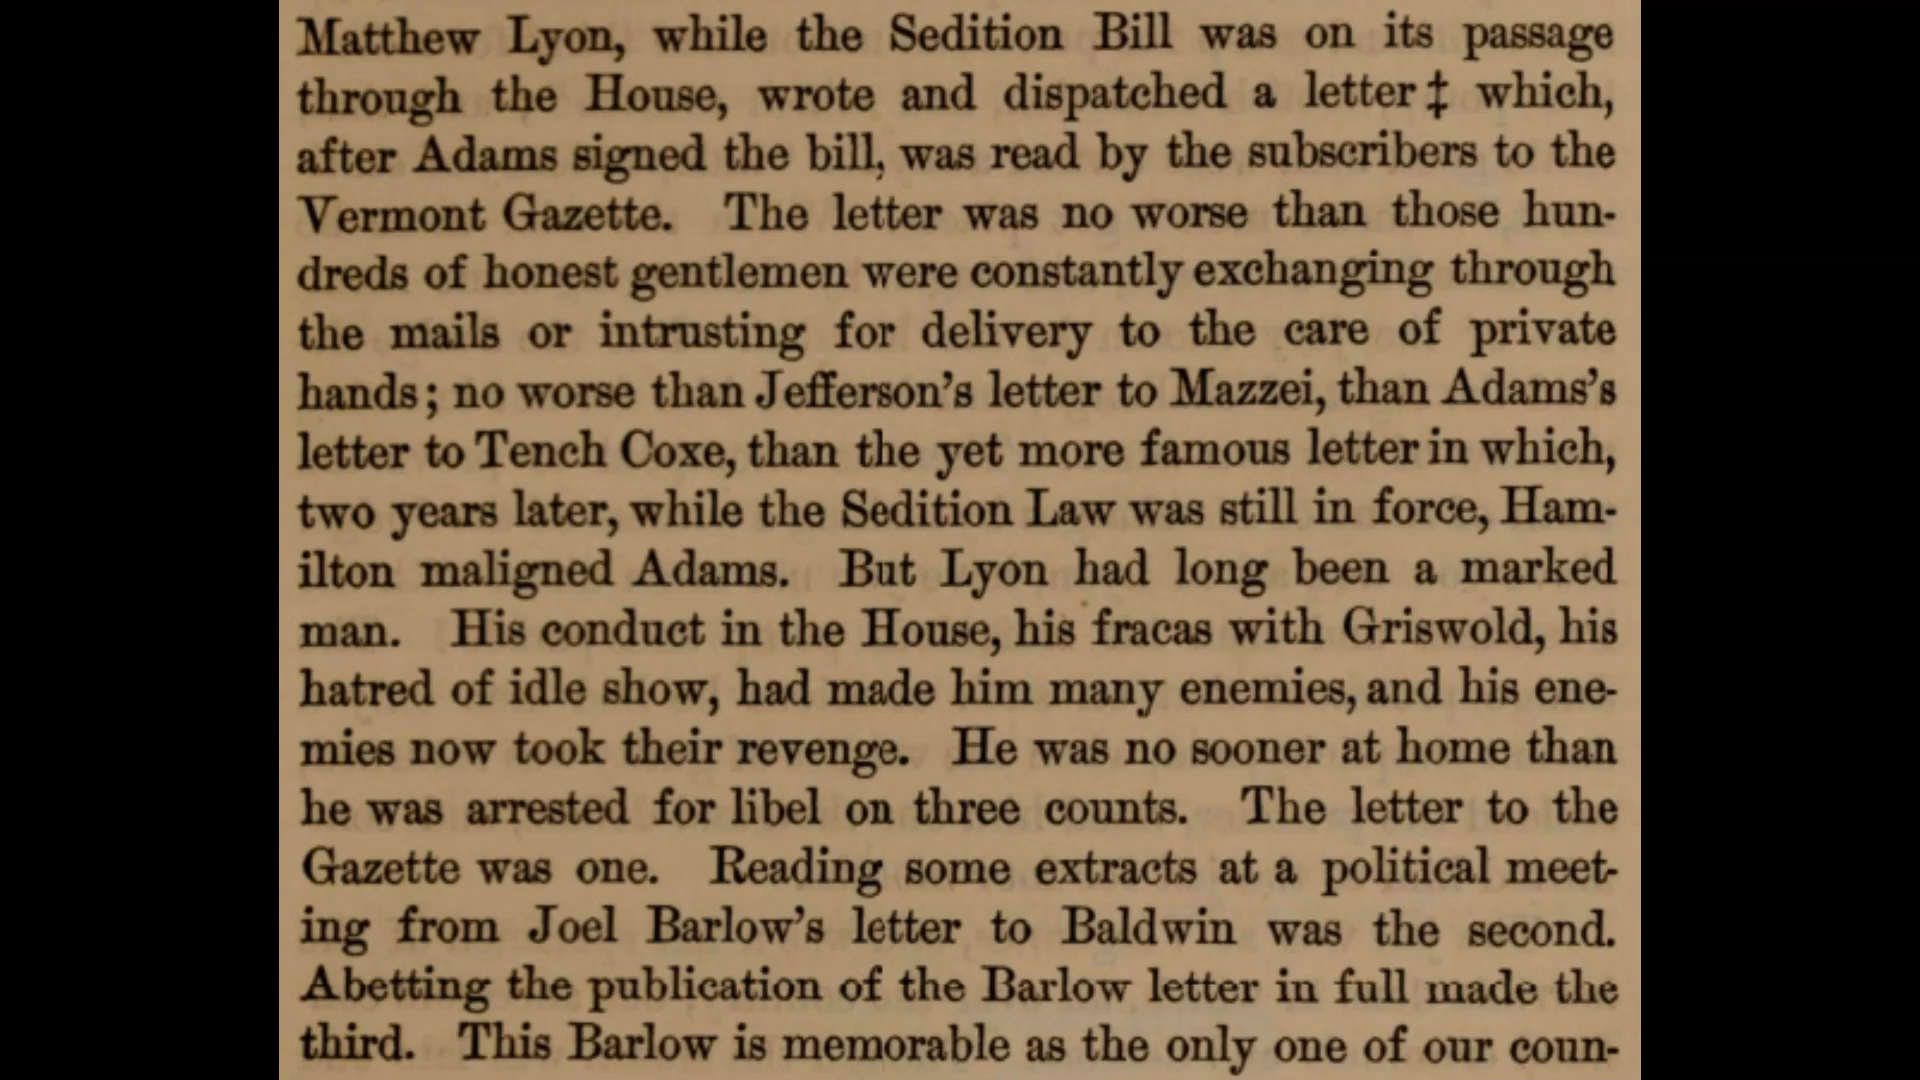 Matthew Lyon, while the Sedition Bill was on its passage
through the House, wrote and dispatched a letter ‡ which,
after Adams signed the bill, was read by the subscribers to the
Vermont Gazette. The letter was no worse than those hun-
dreds of honest gentlemen were constantly exchanging through
the mails or intrusting for delivery to the care of private
hands; no worse than Jefferson's letter to Mazzei, than Adams's
letter to Tench Coxe, than the yet more famous letter in which,
two years later, while the Sedition Law was still in force, Ham-
ilton maligned Adams. But Lyon had long been a marked
man. His conduct in the House, his fracas with Griswold, his
hatred of idle show, had made him many enemies, and his ene-
mies now took their revenge. He was no sooner at home than
he was arrested for libel on three counts. The letter to the
Gazette was one. Reading some extracts at a political meet-
ing from Joel Barlow's letter to Baldwin was the second.
Abetting the publication of the Barlow letter in full made the
third. This Barlow is memorable as the only one of our coun-